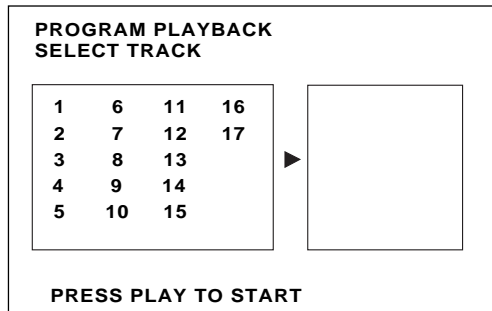 PROGRAM PLAYBACK
SELECT TRACK
1 6 11 16
2 7 12 17
3 8 13
4 9 14
5 10 15
PRESS PLAY TO START